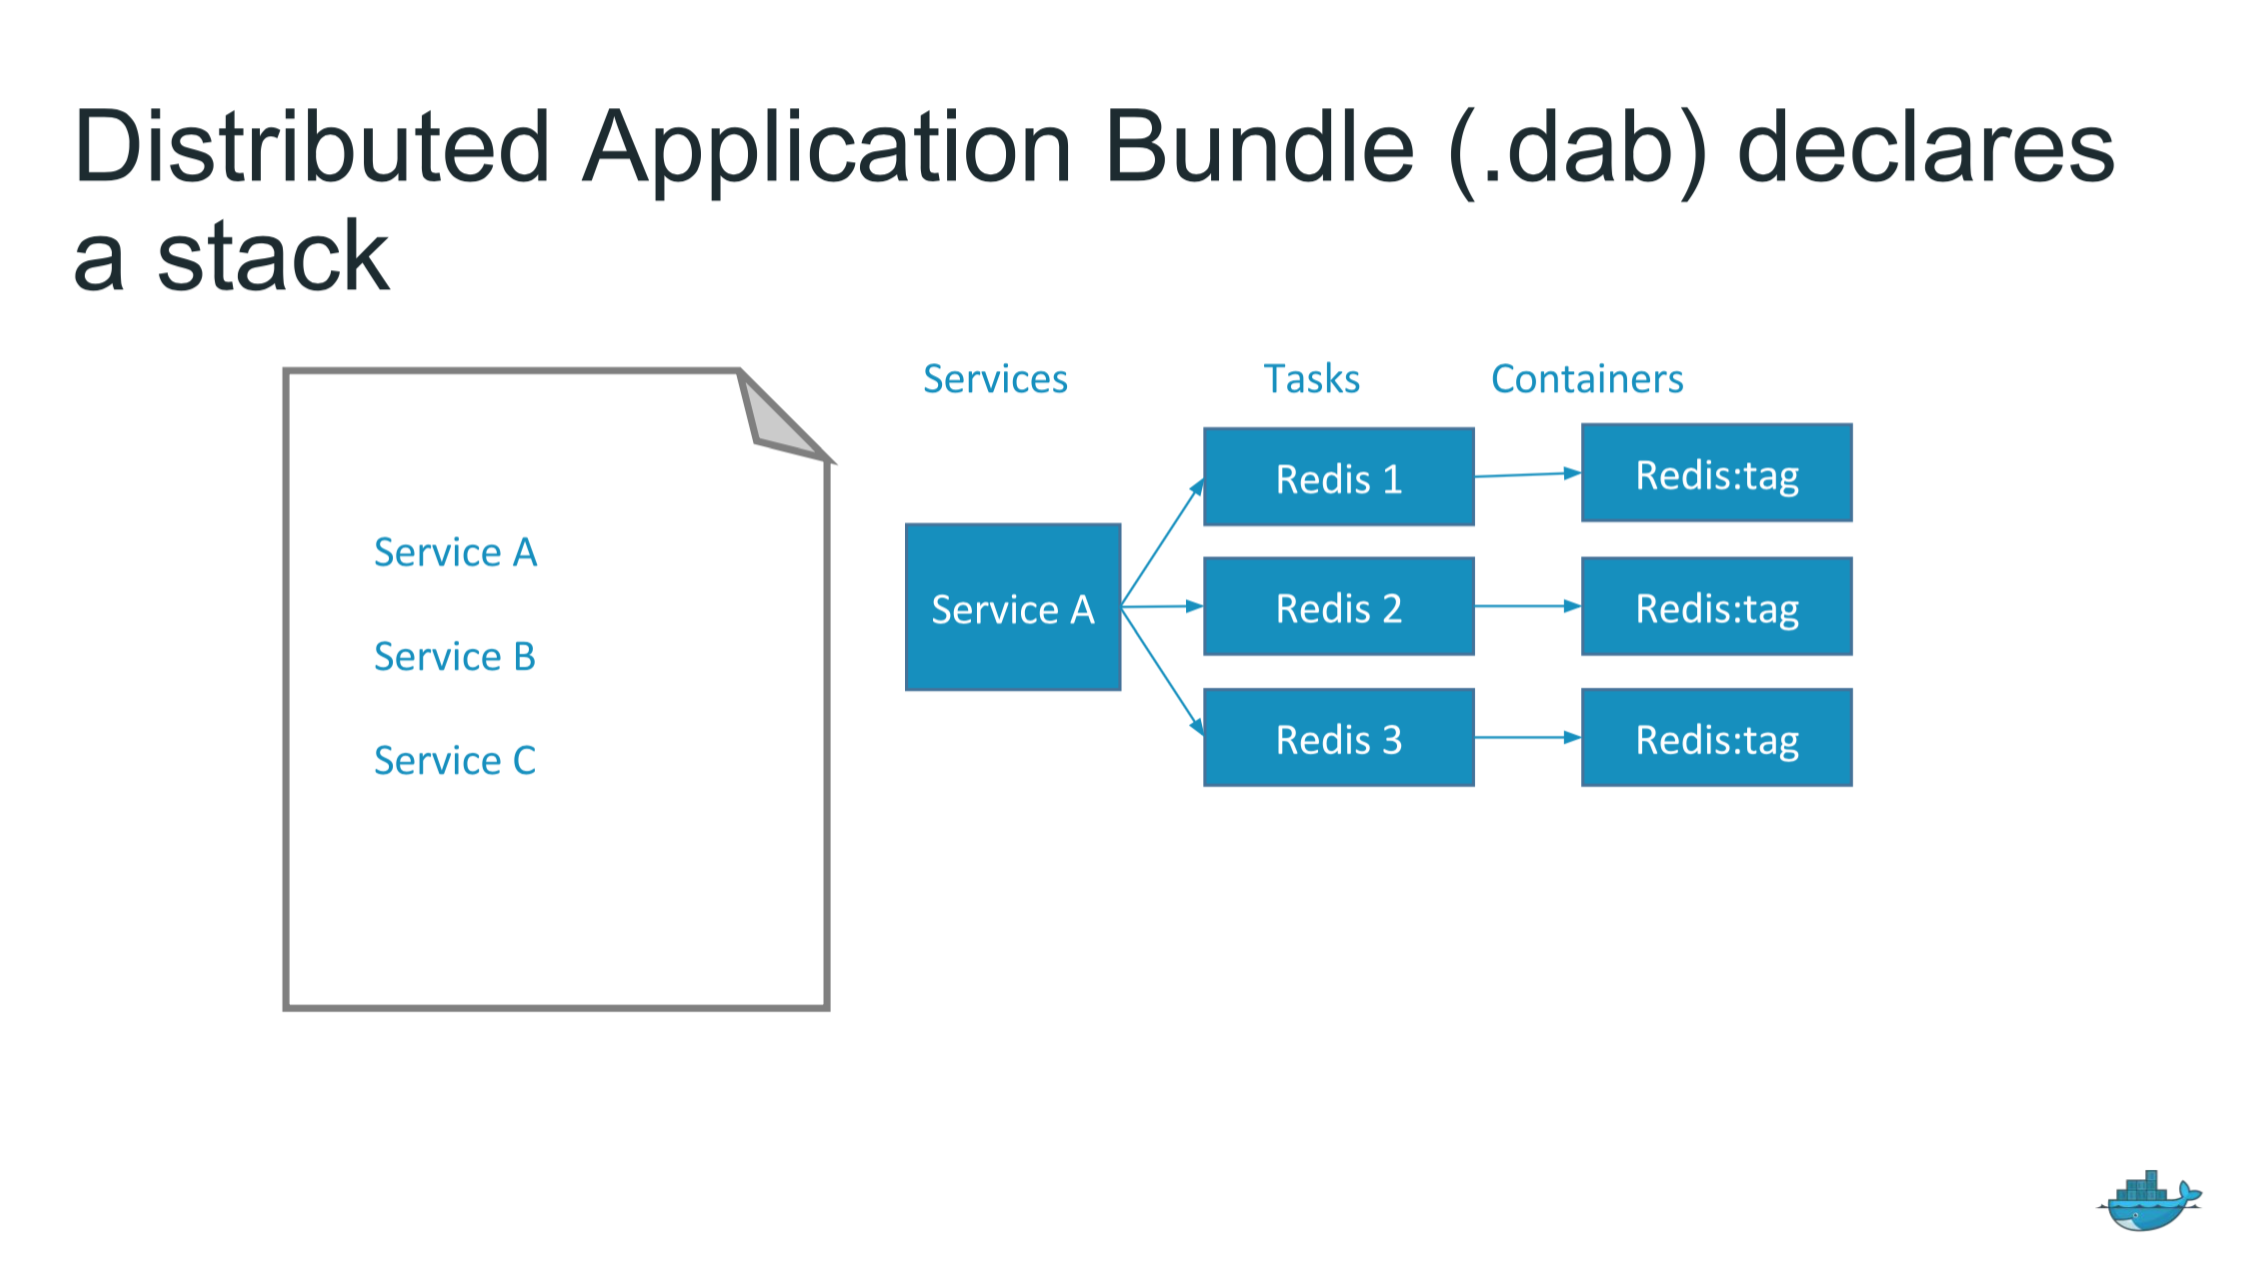 Distributed Application Bundle (.dab) declares
a stack
Service A
Service B
Service C
Services
Tasks
Containers
Service A
Redis 1
Redis:tag
Redis 2
Redis:tag
Redis 3
Redis:tag